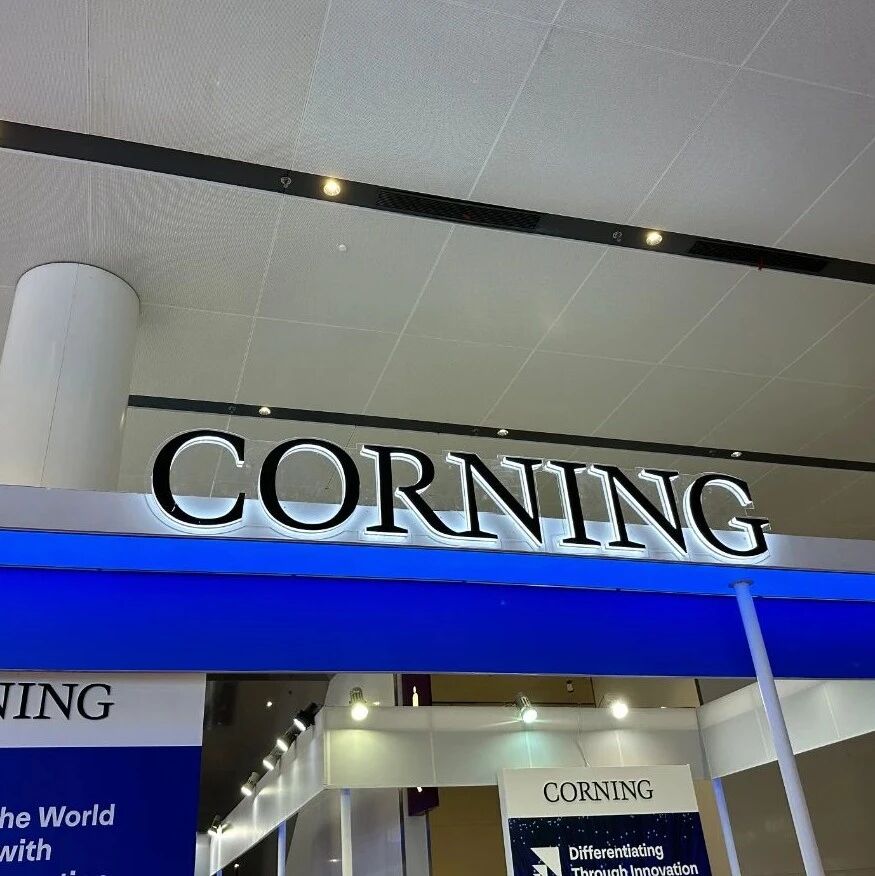 CORNING
NING
he World
with
CORNING
Differentiating
Through Innovation